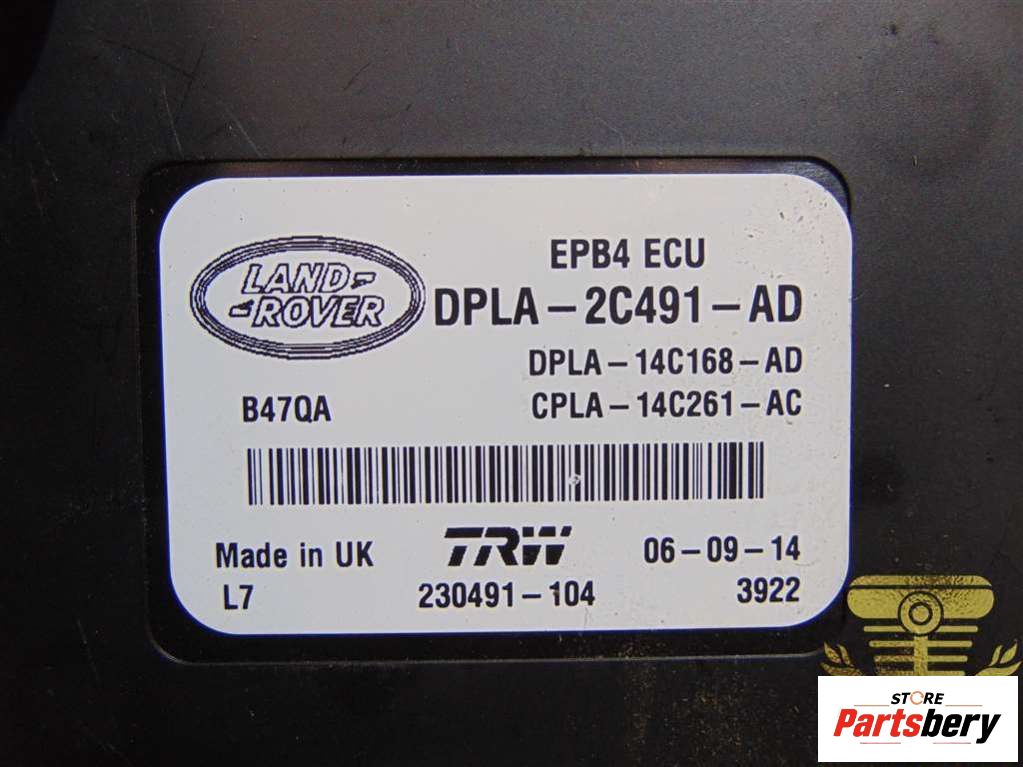 LAND-
-ROVER
EPB4 ECU
DPLA-2C491-AD
DPLA-14C168-AD
B47QA CPLA-14C261-AC
Made in UK TRW 06-09-14
L7 230491-104 3922
STORE
Partsbery